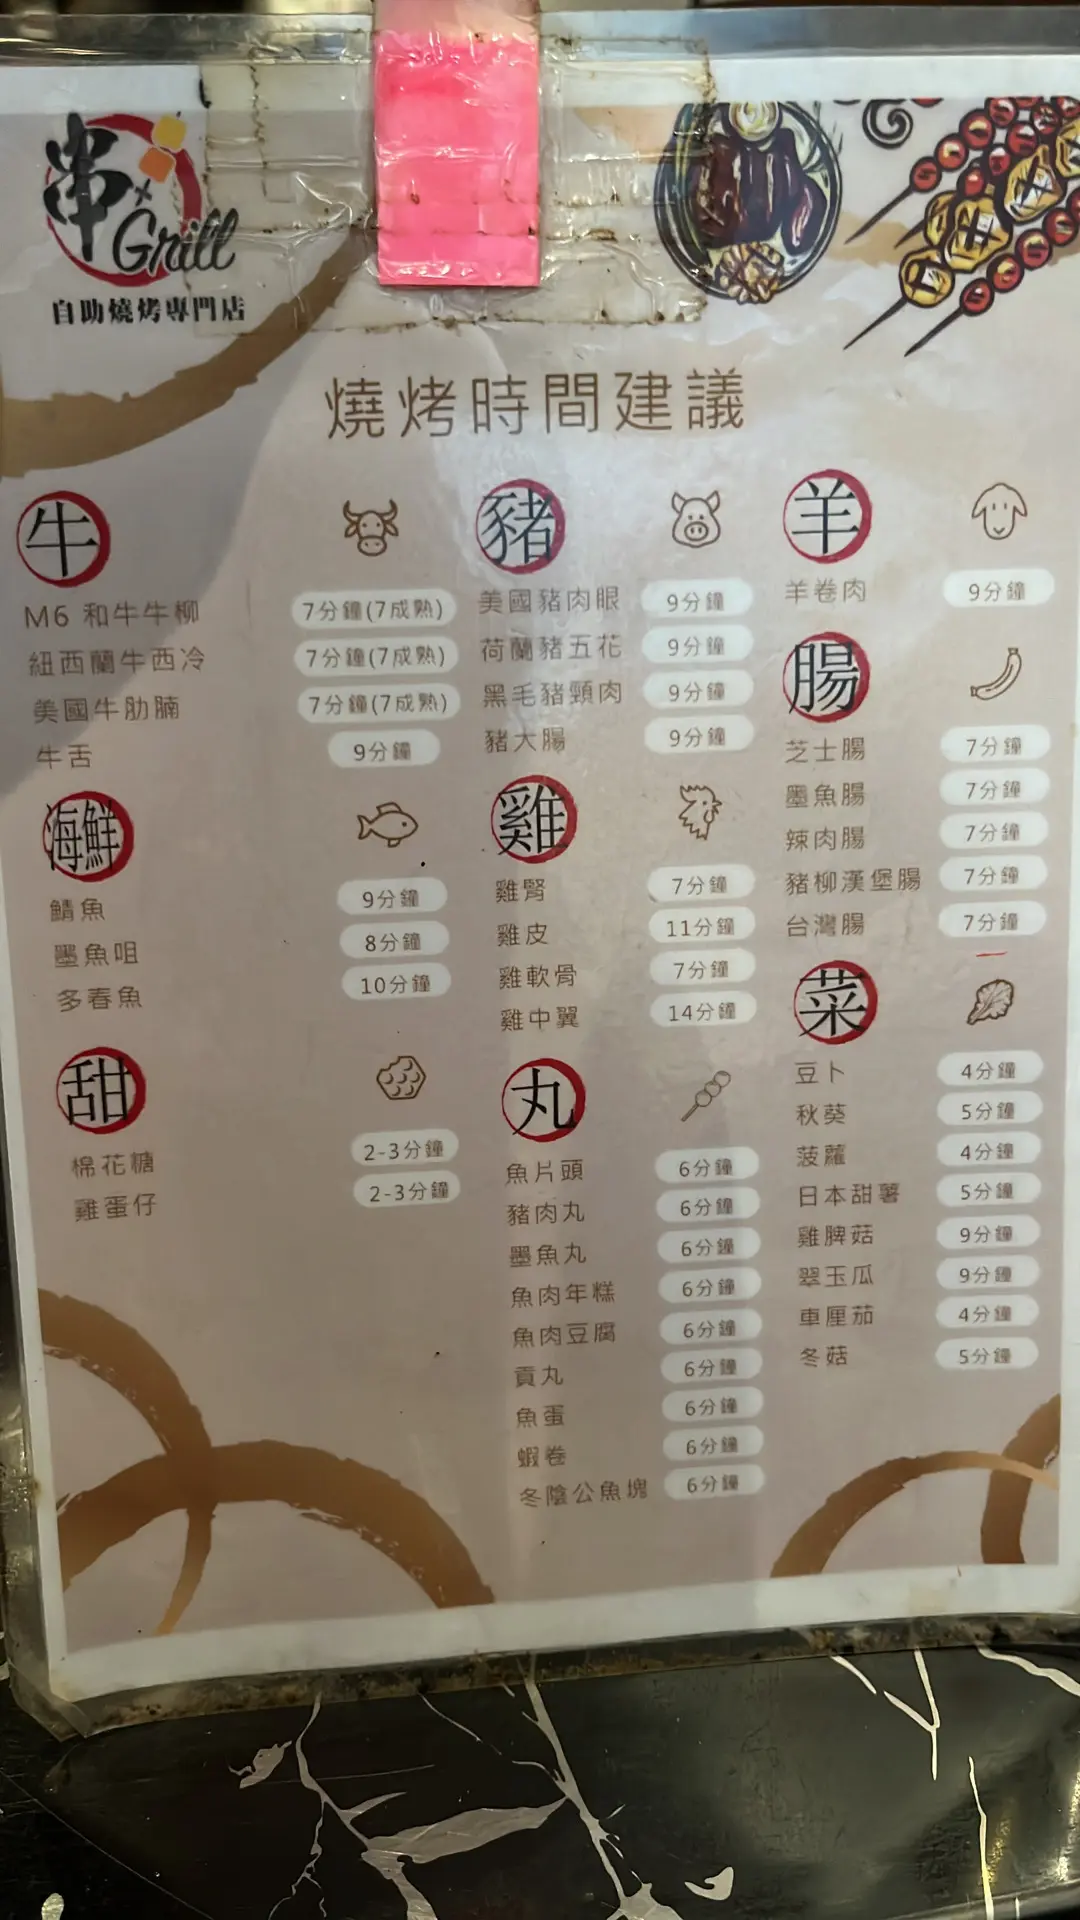 串
×
Grill
自助燒烤專門店
燒烤時間建議
牛
M6 和牛牛柳 7分鐘(7成熟)
紐西蘭牛西冷 7分鐘(7成熟)
美國牛肋腩 7分鐘(7成熟)
牛舌 9分鐘
海鮮
鯖魚 9分鐘
墨魚咀 8分鐘
多春魚 10分鐘
甜
棉花糖 2-3分鐘
雞蛋仔 2-3分鐘
豬
美國豬肉眼 9分鐘
荷蘭豬五花 9分鐘
黑毛豬頸肉 9分鐘
豬大腸 9分鐘
雞
雞腎 7分鐘
雞皮 11分鐘
雞軟骨 7分鐘
雞中翼 14分鐘
丸
魚片頭 6分鐘
豬肉丸 6分鐘
墨魚丸 6分鐘
魚肉年糕 6分鐘
魚肉豆腐 6分鐘
貢丸 6分鐘
魚蛋 6分鐘
蝦卷 6分鐘
冬陰公魚塊 6分鐘
羊
羊卷肉 9分鐘
腸
芝士腸 7分鐘
墨魚腸 7分鐘
辣肉腸 7分鐘
豬柳漢堡腸 7分鐘
台灣腸 7分鐘
菜
豆卜 4分鐘
秋葵 5分鐘
菠蘿 4分鐘
日本甜薯 5分鐘
雞脾菇 9分鐘
翠玉瓜 9分鐘
車厘茄 4分鐘
冬菇 5分鐘